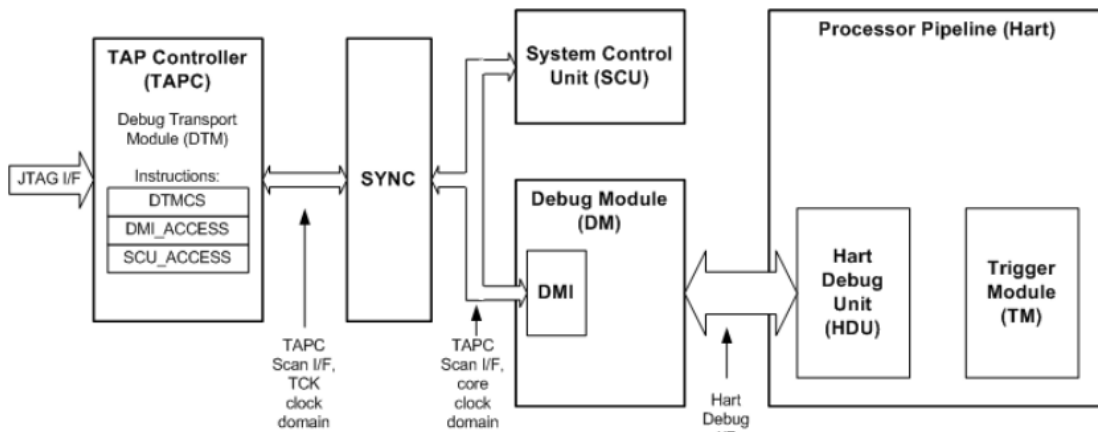 TAP Controller
(TAPC)
Debug Transport
Module (DTM)
Instructions:
DTMCS
DMI_ACCESS
SCU_ACCESS
JTAG I/F
SYNC
System Control
Unit (SCU)
Debug Module
(DM)
DMI
Processor Pipeline (Hart)
Hart
Debug
Unit
(HDU)
Trigger
Module
(TM)
TAPC
Scan I/F,
TCK
clock
domain
TAPC
Scan I/F,
core
clock
domain
Hart
Debug